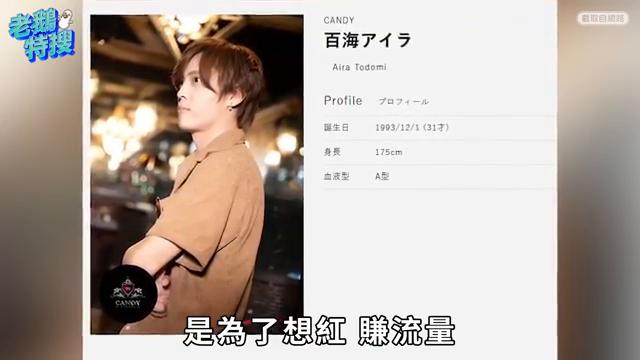 老鵝
特搜
截取自網路
CANDY
百海アイラ
Aira Todomi
Profile プロフィール
誕生日 1993/12/1 (31才)
身長 175cm
血液型 A型
CANDY
是為了想紅 賺流量